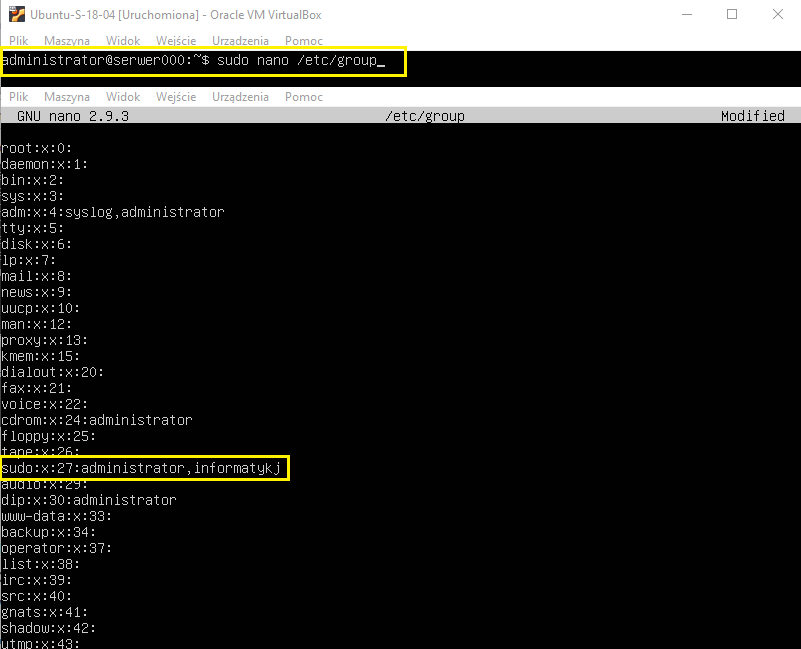 Ubuntu-S-18-04 [Uruchomiona] - Oracle VM VirtualBox
Plik Maszyna Widok Wejście Urządzenia Pomoc
administrator@serwer000:~$ sudo nano /etc/group_
Plik Maszyna Widok Wejście Urządzenia Pomoc
GNU nano 2.9.3 /etc/group Modified
root:x:0:
daemon:x:1:
bin:x:2:
sys:x:3:
adm:x:4:syslog,administrator
tty:x:5:
disk:x:6:
lp:x:7:
mail:x:8:
news:x:9:
uucp:x:10:
man:x:12:
proxy:x:13:
kmem:x:15:
dialout:x:20:
fax:x:21:
voice:x:22:
cdrom:x:24:administrator
floppy:x:25:
tape:x:26:
sudo:x:27:administrator,informatykj
audio:x:29:
dip:x:30:administrator
www-data:x:33:
backup:x:34:
operator:x:37:
list:x:38:
irc:x:39:
src:x:40:
gnats:x:41:
shadow:x:42:
utmp:x:43: